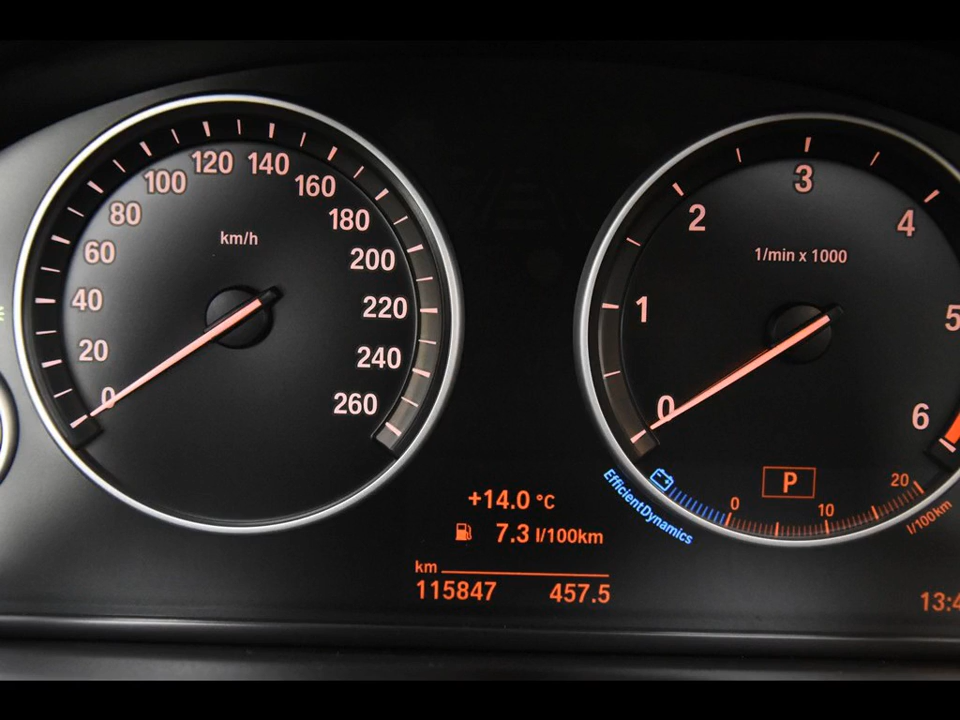 0
20
40
60
80
100
120
140
160
180
200
220
240
260
km/h
0
1
2
3
4
5
6
1/min x 1000
+14.0 °C
7.3 l/100km
km
115847 457.5
EfficientDynamics
P
0 10 20
l/100km
13:4